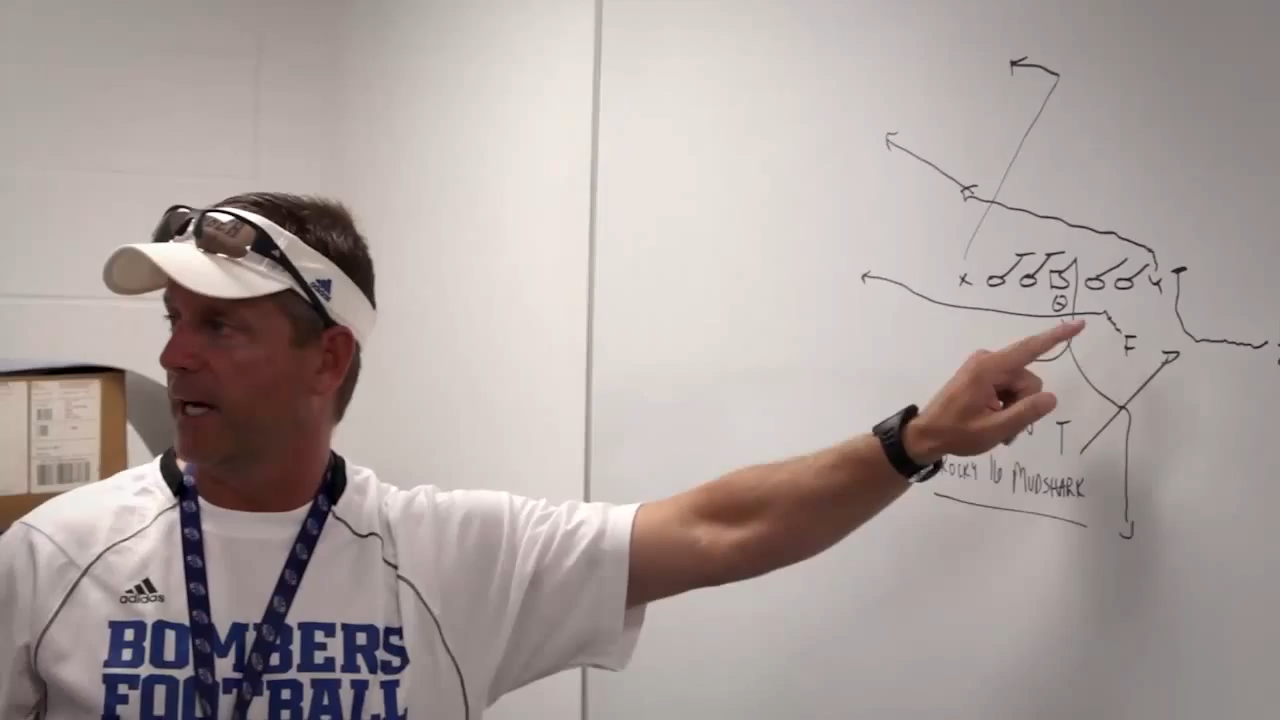 X
F
T
ROCKY 16 MUDSHARK
adidas
BOMBERS
FOOTBALL